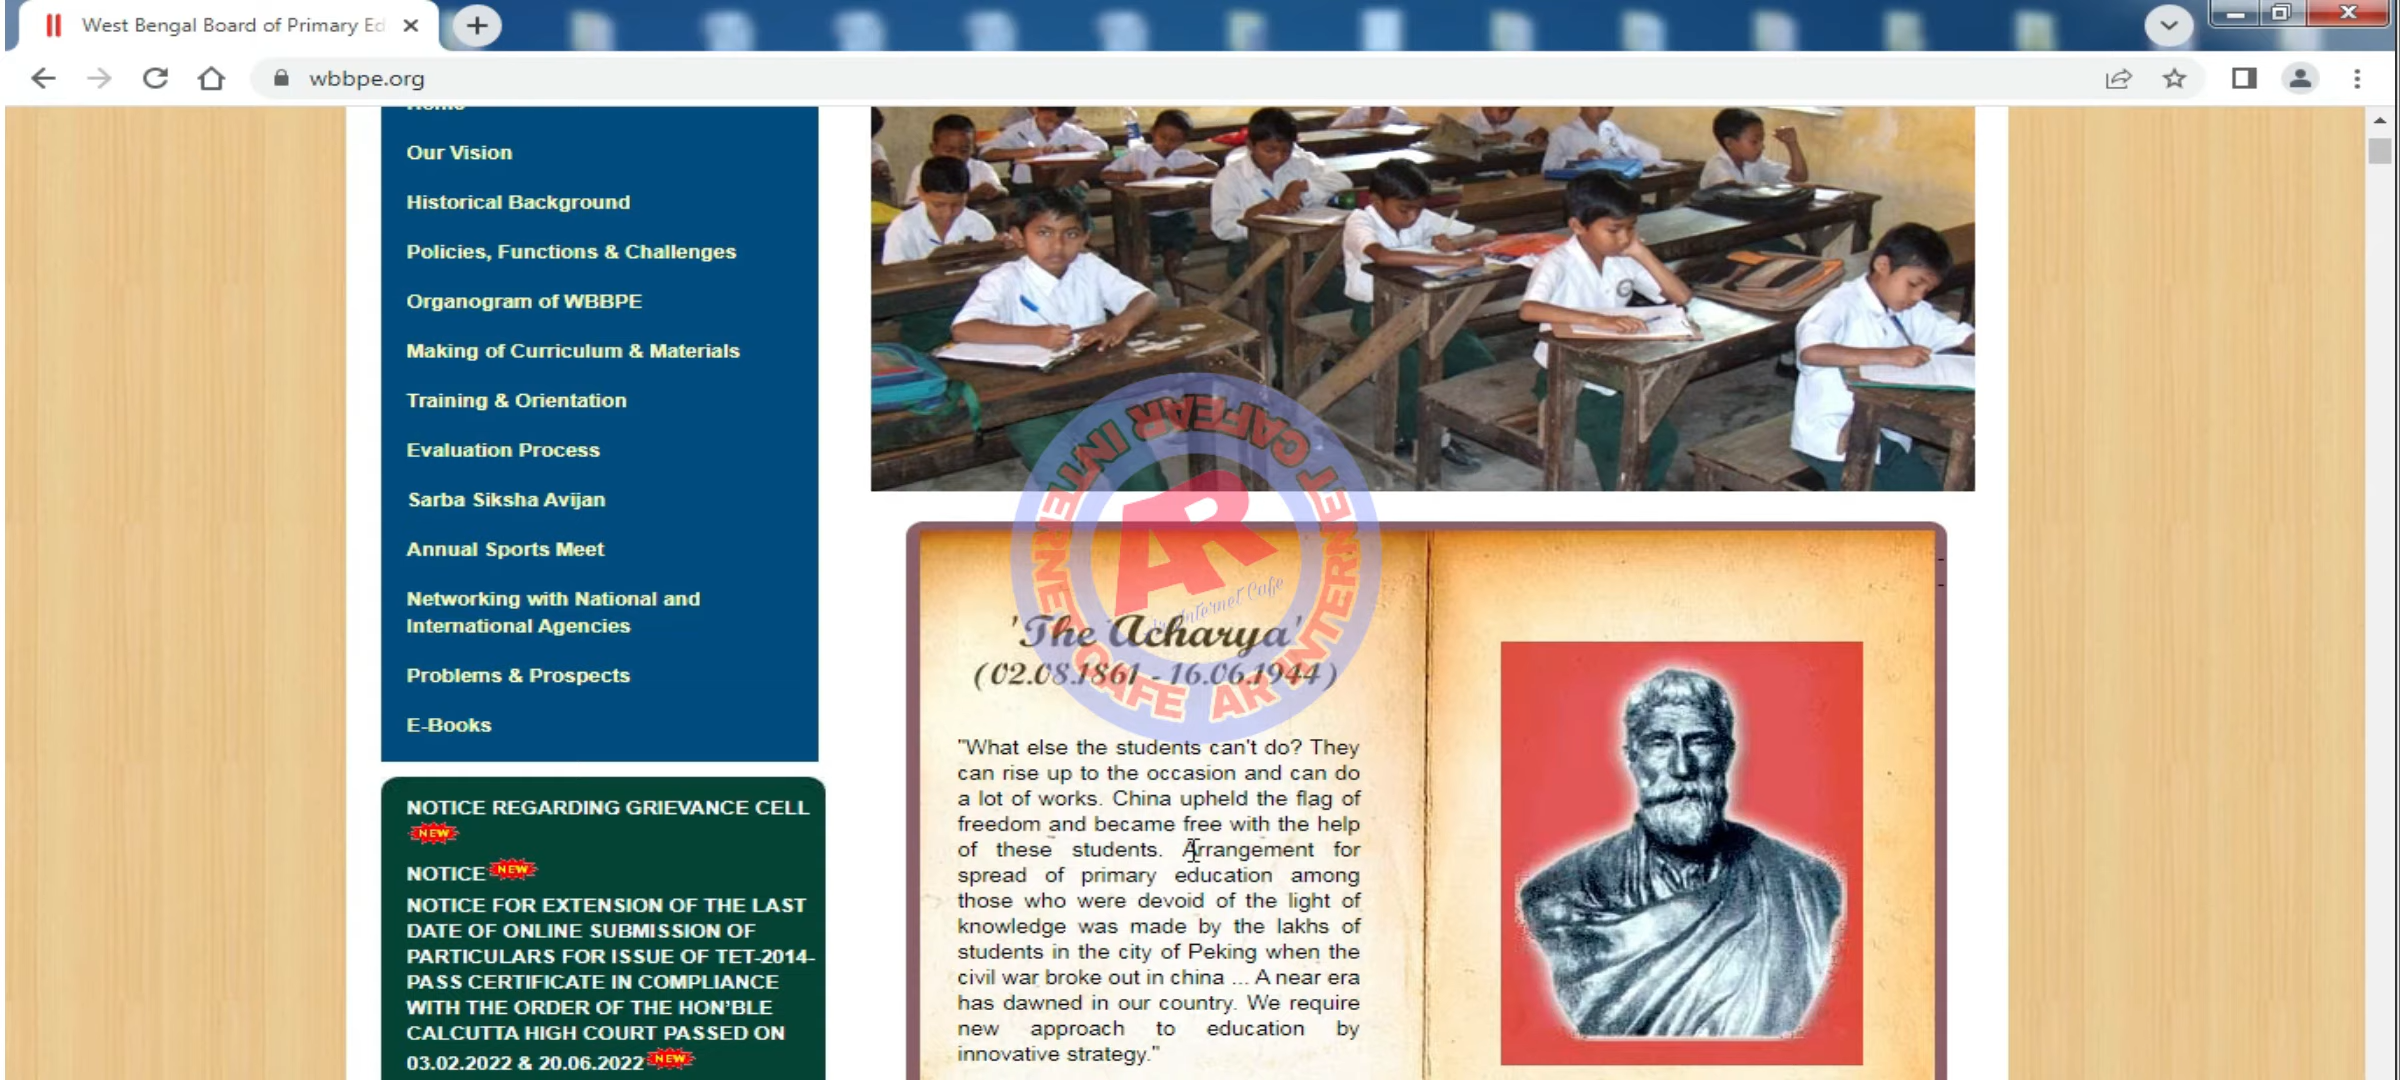 West Bengal Board of Primary Ed
wbbpe.org
Home
Our Vision
Historical Background
Policies, Functions & Challenges
Organogram of WBBPE
Making of Curriculum & Materials
Training & Orientation
Evaluation Process
Sarba Siksha Avijan
Annual Sports Meet
Networking with National and
International Agencies
Problems & Prospects
E-Books
NOTICE REGARDING GRIEVANCE CELL
NEW
NOTICE NEW
NOTICE FOR EXTENSION OF THE LAST
DATE OF ONLINE SUBMISSION OF
PARTICULARS FOR ISSUE OF TET-2014-
PASS CERTIFICATE IN COMPLIANCE
WITH THE ORDER OF THE HON'BLE
CALCUTTA HIGH COURT PASSED ON
03.02.2022 & 20.06.2022 NEW
AR INTERNET CAFE AR INTERNET CAFE
AR
Ar Internet Cafe
'The Acharya'
(02.08.1861 - 16.06.1944)
"What else the students can't do? They
can rise up to the occasion and can do
a lot of works. China upheld the flag of
freedom and became free with the help
of these students. Arrangement for
spread of primary education among
those who were devoid of the light of
knowledge was made by the lakhs of
students in the city of Peking when the
civil war broke out in china ... A near era
has dawned in our country. We require
new approach to education by
innovative strategy."